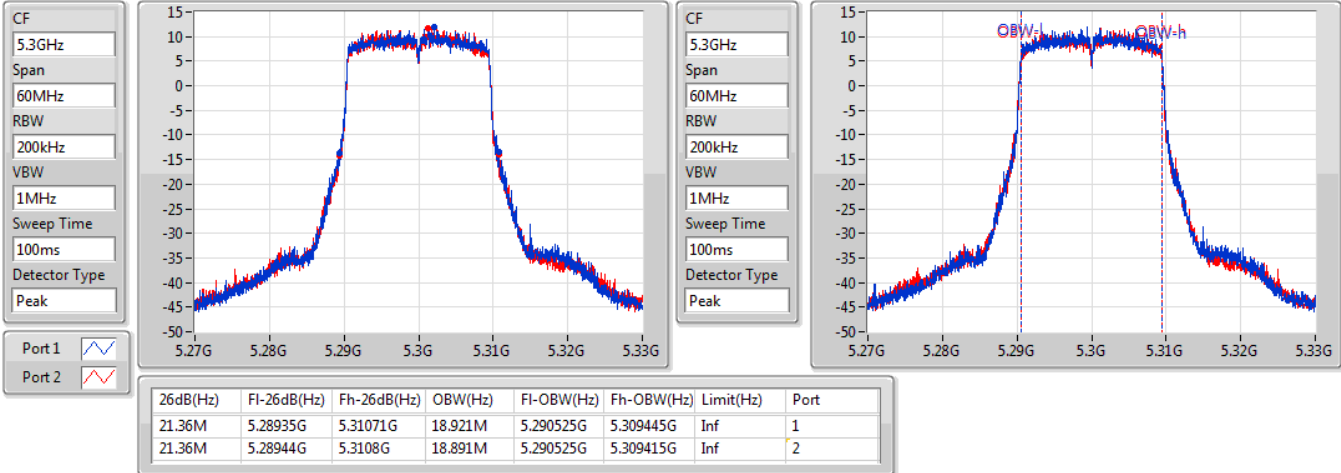 CF
5.3GHz
Span
60MHz
RBW
200kHz
VBW
1MHz
Sweep Time
100ms
Detector Type
Peak
Port 1
Port 2
15
10
5
0
-5
-10
-15
-20
-25
-30
-35
-40
-45
-50
5.27G 5.28G 5.29G 5.3G 5.31G 5.32G 5.33G
CF
5.3GHz
Span
60MHz
RBW
200kHz
VBW
1MHz
Sweep Time
100ms
Detector Type
Peak
15
10
5
0
-5
-10
-15
-20
-25
-30
-35
-40
-45
-50
OBW-l OBW-h
5.27G 5.28G 5.29G 5.3G 5.31G 5.32G 5.33G
26dB(Hz) Fl-26dB(Hz) Fh-26dB(Hz) OBW(Hz) Fl-OBW(Hz) Fh-OBW(Hz) Limit(Hz) Port
21.36M 5.28935G 5.31071G 18.921M 5.290525G 5.309445G Inf 1
21.36M 5.28944G 5.3108G 18.891M 5.290525G 5.309415G Inf 2